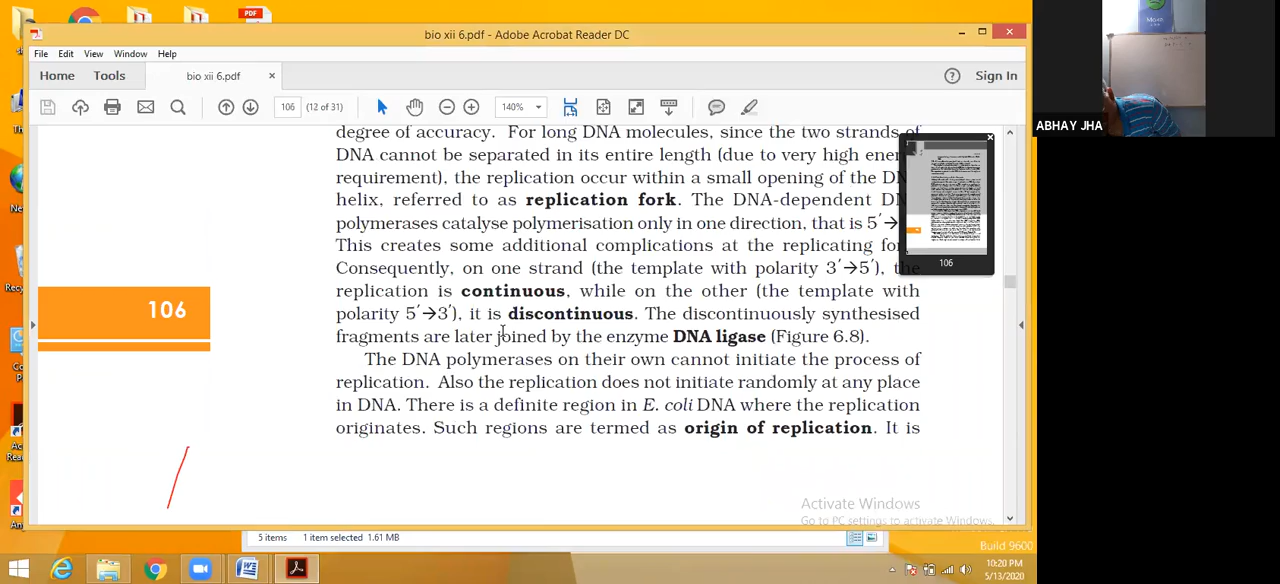 PDF
bio xii 6.pdf - Adobe Acrobat Reader DC
File Edit View Window Help
Home Tools bio xii 6.pdf × ? Sign In
106 (12 of 31) 140%
degree of accuracy. For long DNA molecules, since the two strands of
DNA cannot be separated in its entire length (due to very high
requirement), the replication occur within a small opening of the
helix, referred to as replication fork. The DNA-dependent
polymerases catalyse polymerisation only in one direction, that is 5′→
This creates some additional complications at the replicating
Consequently, on one strand (the template with polarity 3′→5′), the
replication is continuous, while on the other (the template with
polarity 5′→3′), it is discontinuous. The discontinuously synthesised
fragments are later joined by the enzyme DNA ligase (Figure 6.8).
The DNA polymerases on their own cannot initiate the process of
replication. Also the replication does not initiate randomly at any place
in DNA. There is a definite region in E. coli DNA where the replication
originates. Such regions are termed as origin of replication. It is
106
106
ABHAY JHA
Activate Windows
Go to PC settings to activate Windows.
5 items 1 item selected 1.61 MB
Build 9600
10:20 PM
5/13/2020